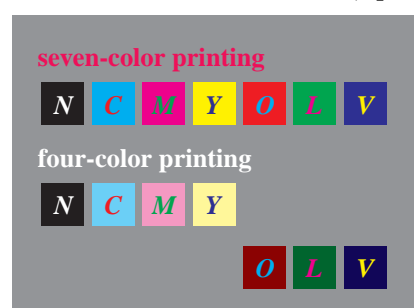 seven-color printing
N C M Y O L V
four-color printing
N C M Y
O L V